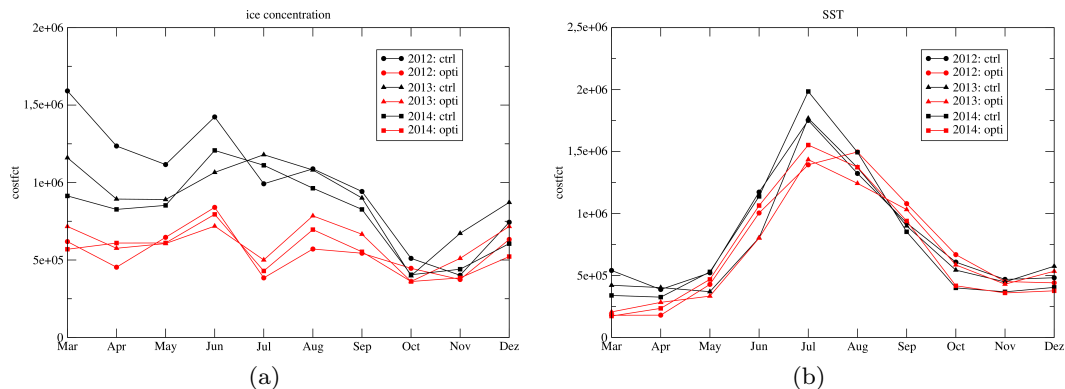 ice concentration
2e+06
1,5e+06
1e+06
5e+05
0
costfct
Mar Apr May Jun Jul Aug Sep Oct Nov Dez
2012: ctrl
2012: opti
2013: ctrl
2013: opti
2014: ctrl
2014: opti
(a)
SST
2,5e+06
2e+06
1,5e+06
1e+06
5e+05
0
costfct
Mar Apr May Jun Jul Aug Sep Oct Nov Dez
2012: ctrl
2012: opti
2013: ctrl
2013: opti
2014: ctrl
2014: opti
(b)